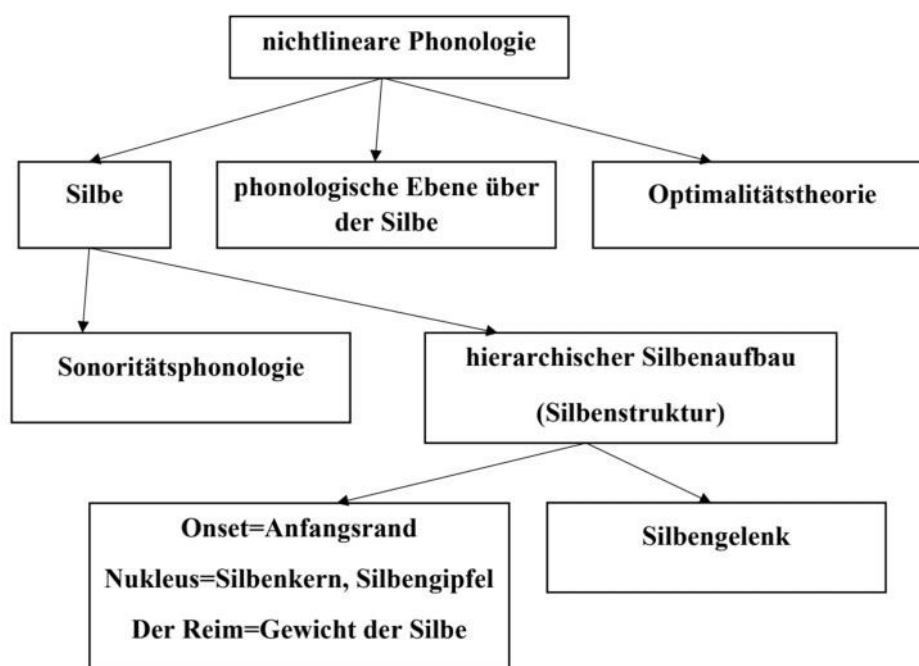 nichtlineare Phonologie
Silbe
phonologische Ebene über
der Silbe
Optimalitätstheorie
Sonoritätsphonologie
hierarchischer Silbenaufbau
(Silbenstruktur)
Onset=Anfangsrand
Nukleus=Silbenkern, Silbengipfel
Der Reim=Gewicht der Silbe
Silbengelenk